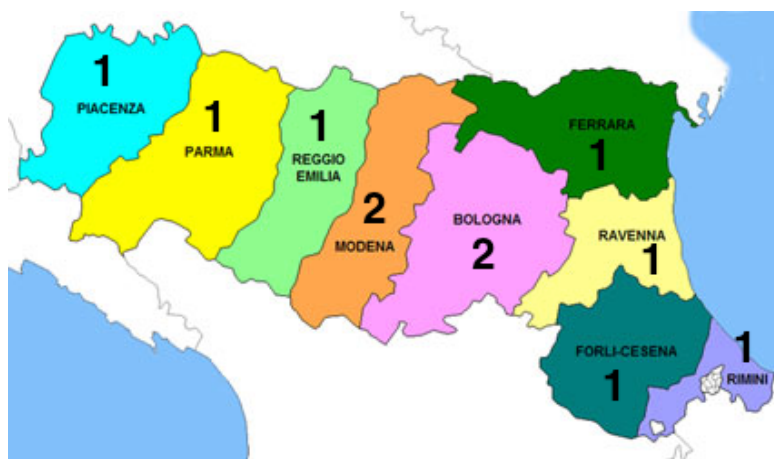 1
PIACENZA
1
PARMA
1
REGGIO
EMILIA
2
MODENA
BOLOGNA
2
FERRARA
1
RAVENNA
1
FORLI-CESENA
1
1
RIMINI